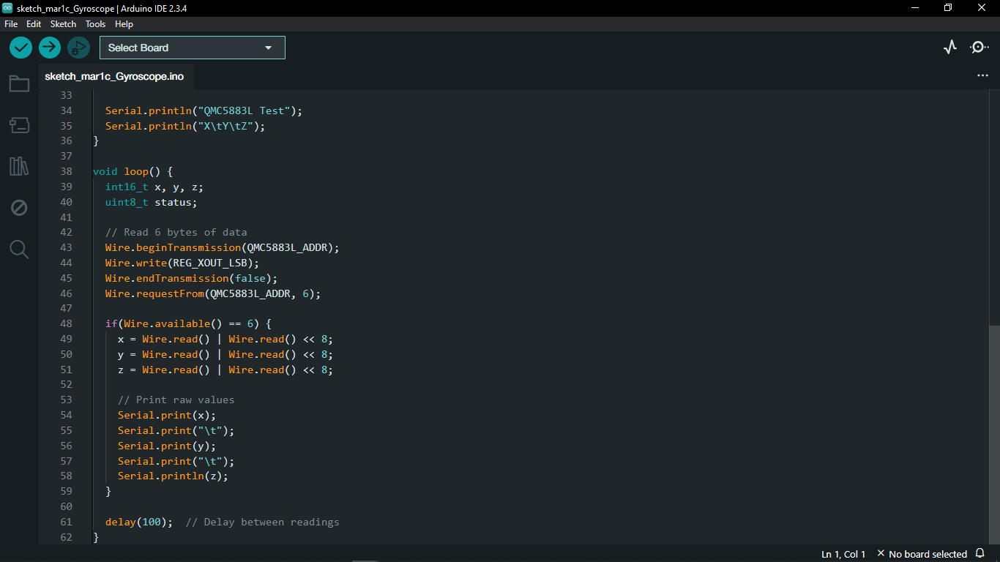 sketch_mar1c_Gyroscope | Arduino IDE 2.3.4
File Edit Sketch Tools Help
Select Board
sketch_mar1c_Gyroscope.ino
33
34 Serial.println("QMC5883L Test");
35 Serial.println("X\tY\tZ");
36 }
37
38 void loop() {
39 int16_t x, y, z;
40 uint8_t status;
41
42 // Read 6 bytes of data
43 Wire.beginTransmission(QMC5883L_ADDR);
44 Wire.write(REG_XOUT_LSB);
45 Wire.endTransmission(false);
46 Wire.requestFrom(QMC5883L_ADDR, 6);
47
48 if(Wire.available() == 6) {
49 x = Wire.read() | Wire.read() << 8;
50 y = Wire.read() | Wire.read() << 8;
51 z = Wire.read() | Wire.read() << 8;
52
53 // Print raw values
54 Serial.print(x);
55 Serial.print("\t");
56 Serial.print(y);
57 Serial.print("\t");
58 Serial.println(z);
59 }
60
61 delay(100); // Delay between readings
62 }
Ln 1, Col 1 × No board selected